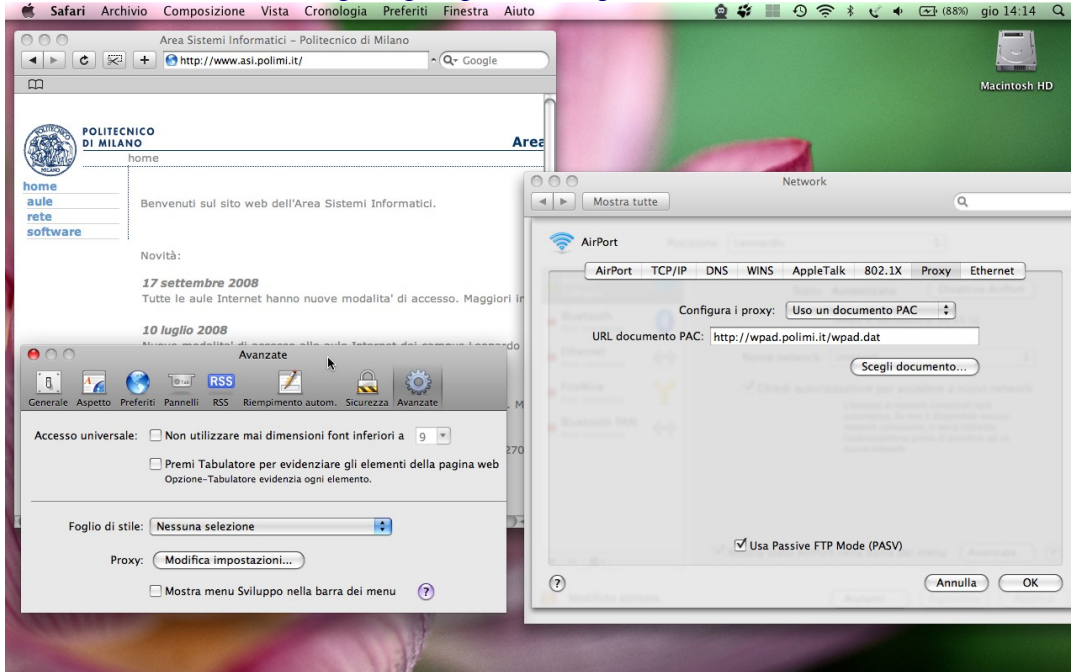 Safari Archivio Composizione Vista Cronologia Preferiti Finestra Aiuto (88%) gio 14:14
Macintosh HD
Area Sistemi Informatici – Politecnico di Milano
http://www.asi.polimi.it/ Google
POLITECNICO
DI MILANO
Area
home
home
aule
rete
software
Benvenuti sul sito web dell'Area Sistemi Informatici.
Novità:
17 settembre 2008
Tutte le aule Internet hanno nuove modalita' di accesso. Maggiori in
10 luglio 2008
Avanzate
Generale Aspetto Preferiti Pannelli RSS Riempimento autom. Sicurezza Avanzate
RSS
Accesso universale: Non utilizzare mai dimensioni font inferiori a 9
Premi Tabulatore per evidenziare gli elementi della pagina web
Opzione-Tabulatore evidenzia ogni elemento.
Foglio di stile: Nessuna selezione
Proxy: Modifica impostazioni...
Mostra menu Sviluppo nella barra dei menu ?
Network
Mostra tutte
AirPort
AirPort TCP/IP DNS WINS AppleTalk 802.1X Proxy Ethernet
Configura i proxy: Uso un documento PAC
URL documento PAC: http://wpad.polimi.it/wpad.dat
Scegli documento...
Usa Passive FTP Mode (PASV)
? Annulla OK